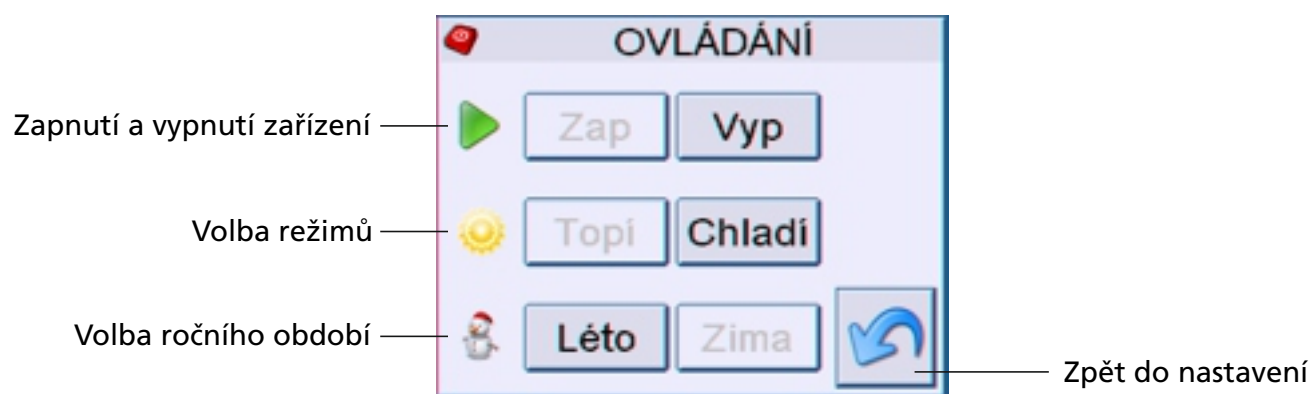 OVLÁDÁNÍ
Zapnutí a vypnutí zařízení
Zap Vyp
Volba režimů
Topí Chladí
Volba ročního období
Léto Zima
Zpět do nastavení